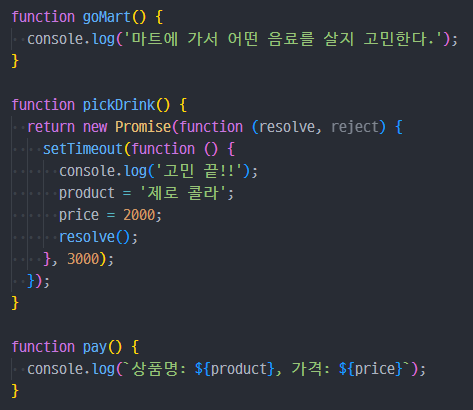 function goMart() {
  console.log('마트에 가서 어떤 음료를 살지 고민한다.');
}
function pickDrink() {
  return new Promise(function (resolve, reject) {
    setTimeout(function () {
      console.log('고민 끝!!');
      product = '제로 콜라';
      price = 2000;
      resolve();
    }, 3000);
  });
}
function pay() {
  console.log(`상품명: ${product}, 가격: ${price}`);
}